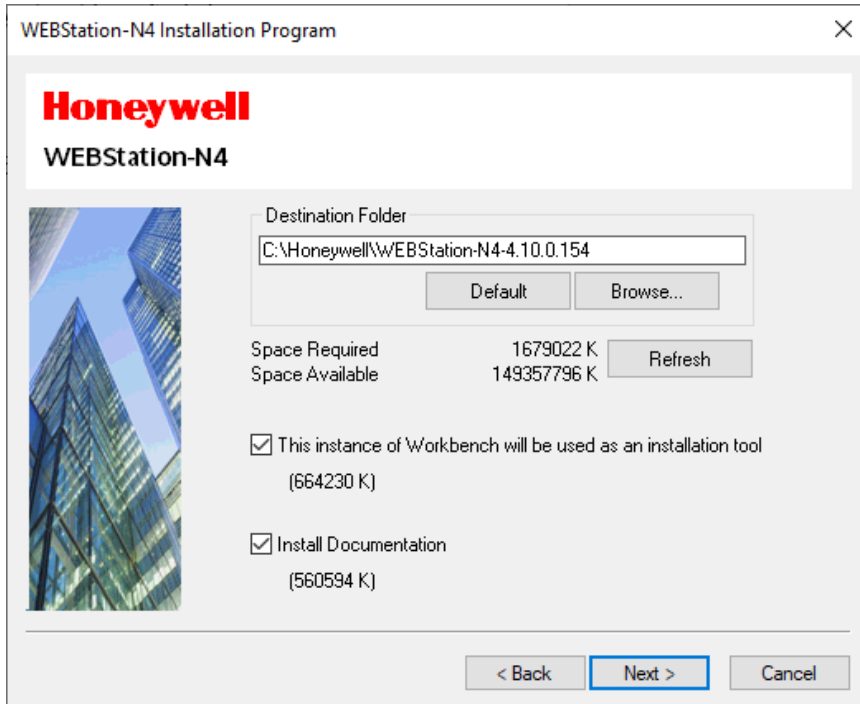 WEBStation-N4 Installation Program
Honeywell
WEBStation-N4
Destination Folder
C:\Honeywell\WEBStation-N4-4.10.0.154
Default Browse...
Space Required 1679022 K
Refresh
Space Available 149357796 K
This instance of Workbench will be used as an installation tool
(664230 K)
Install Documentation
(560594 K)
< Back Next > Cancel